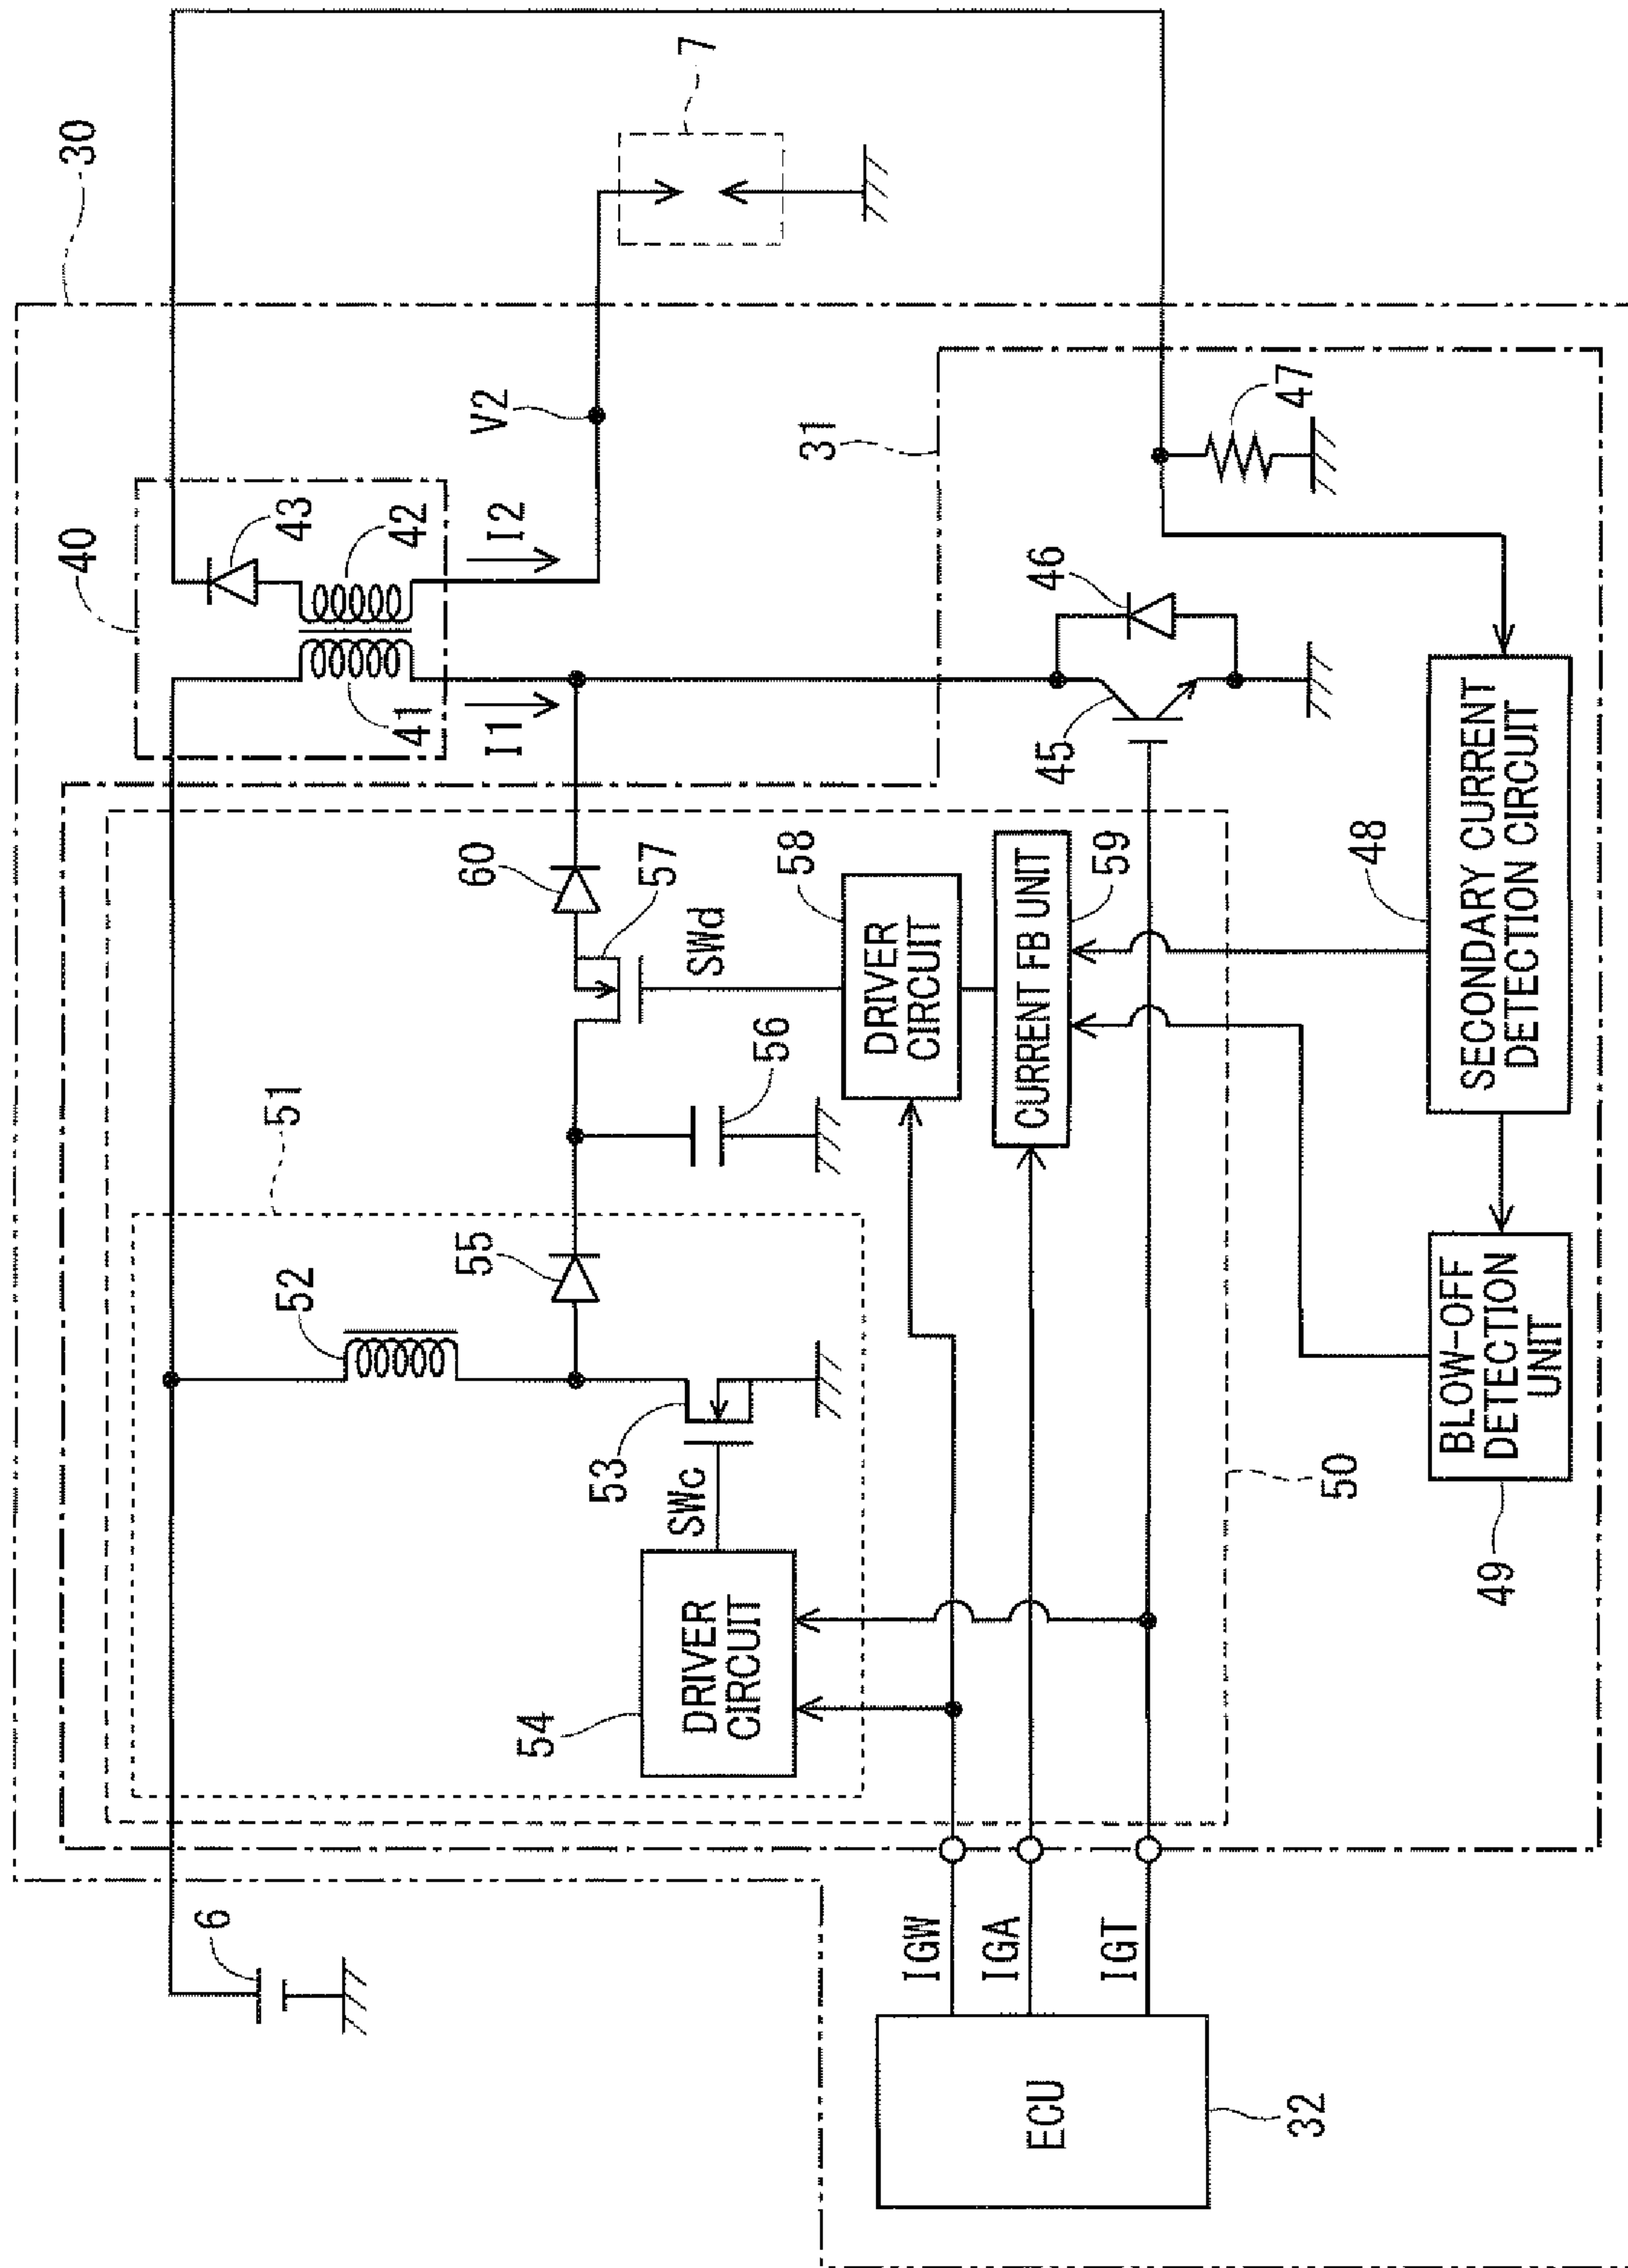 30
7
V2
40
43
42
I2
41
I1
31
47
46
45
60
57
58
DRIVER
CIRCUIT
59
CURRENT FB UNIT
48
SECONDARY CURRENT
DETECTION CIRCUIT
SWd
56
51
55
52
53
SWc
54
DRIVER
CIRCUIT
50
BLOW-OFF
DETECTION
UNIT
49
6
IGW
IGA
IGT
ECU
32